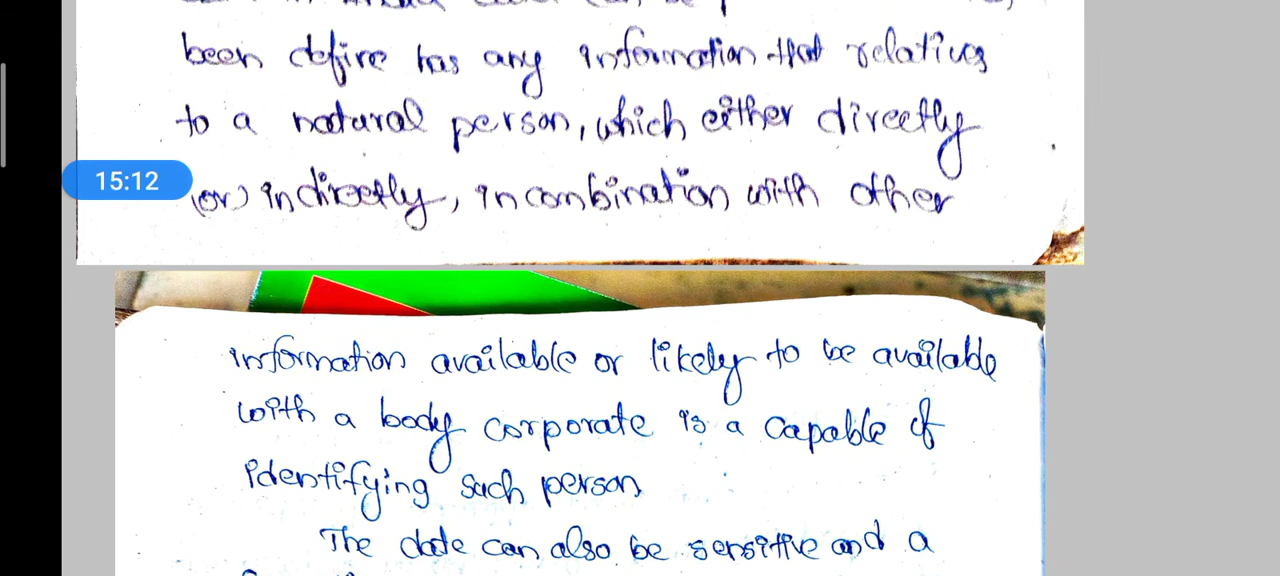 been define has any information that relatives
to a natural person, which either directly
15:12
(or) indirectly, in combination with other
information available or likely to be available
with a body corporate is a capable of
identifying such person
The date can also be sensitive and a